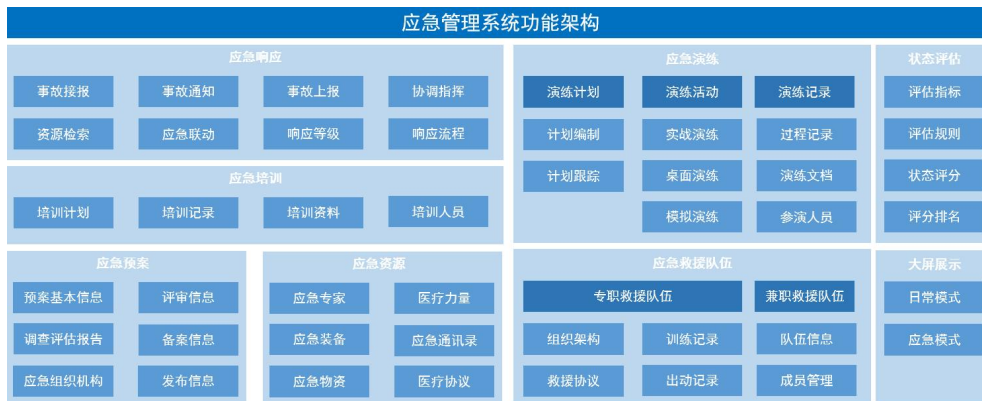 应急管理系统功能架构
应急响应
事故接报 事故通知 事故上报 协调指挥
资源检索 应急联动 响应等级 响应流程
应急培训
培训计划 培训记录 培训资料 培训人员
应急演练
演练计划 演练活动 演练记录
计划编制 实战演练 过程记录
计划跟踪 桌面演练 演练文档
模拟演练 参演人员
状态评估
评估指标
评估规则
状态评分
评分排名
应急预案
预案基本信息 评审信息
调查评估报告 备案信息
应急组织机构 发布信息
应急资源
应急专家 医疗力量
应急装备 应急通讯录
应急物资 医疗协议
应急救援队伍
专职救援队伍 兼职救援队伍
组织架构 训练记录 队伍信息
救援协议 出动记录 成员管理
大屏展示
日常模式
应急模式